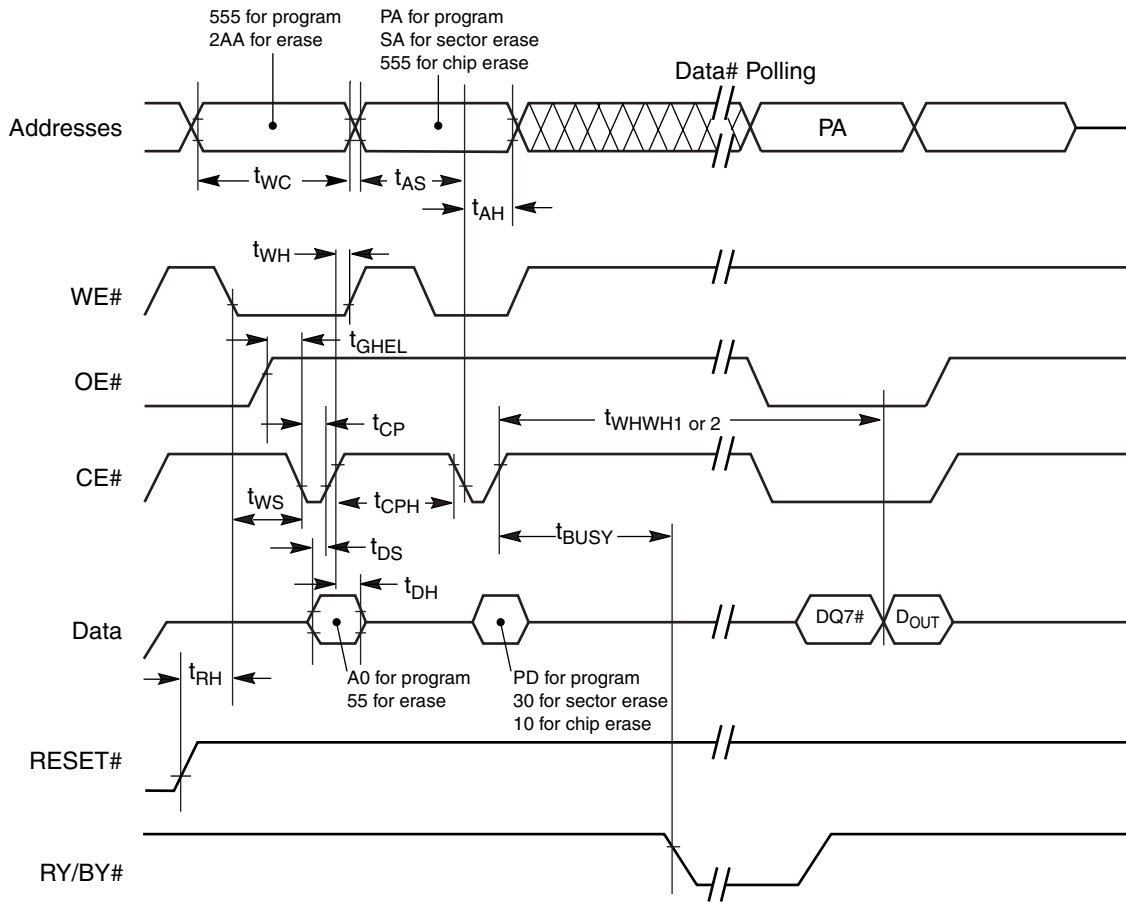 555 for program
2AA for erase
PA for program
SA for sector erase
555 for chip erase
Data# Polling
Addresses
PA
tWC
tAS
tAH
tWH
WE#
tGHEL
OE#
tWHWH1 or 2
tCP
CE#
tWS
tCPH
tBUSY
tDS
tDH
Data
DQ7#
DOUT
tRH
A0 for program
55 for erase
PD for program
30 for sector erase
10 for chip erase
RESET#
RY/BY#